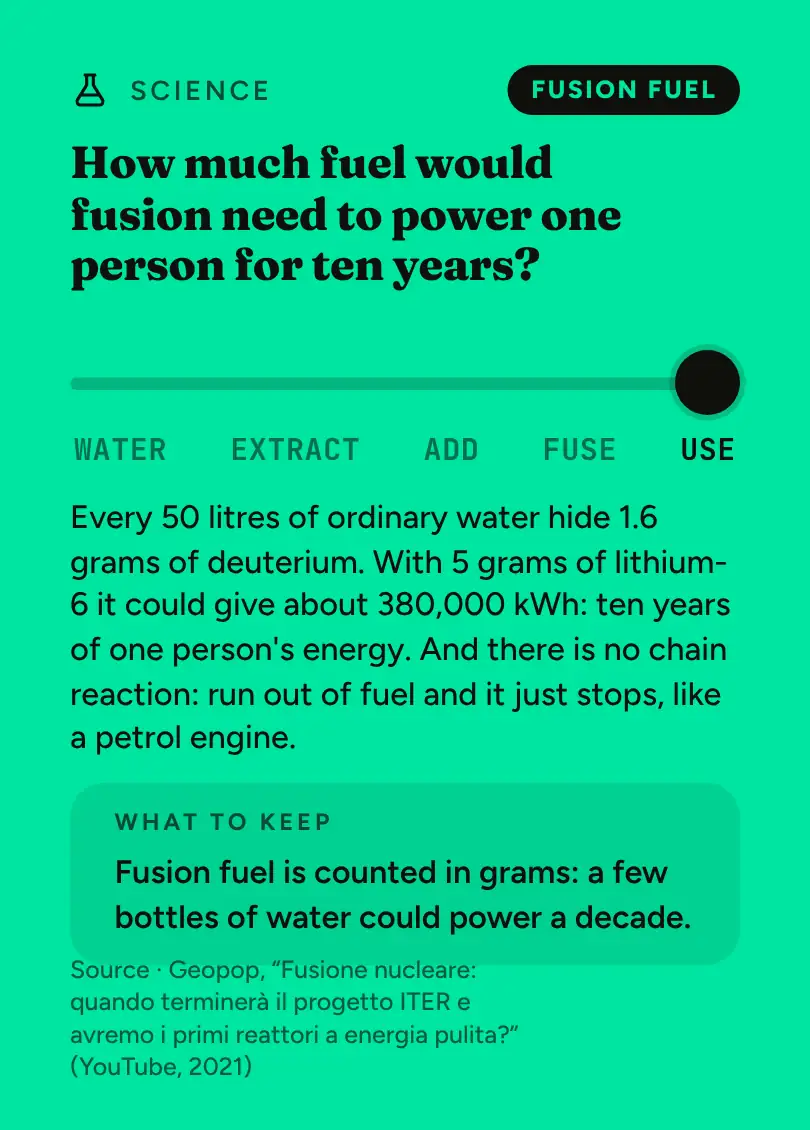 SCIENCE
FUSION FUEL
How much fuel would
fusion need to power one
person for ten years?
WATER EXTRACT ADD FUSE USE
Every 50 litres of ordinary water hide 1.6
grams of deuterium. With 5 grams of lithium-
6 it could give about 380,000 kWh: ten years
of one person's energy. And there is no chain
reaction: run out of fuel and it just stops, like
a petrol engine.
WHAT TO KEEP
Fusion fuel is counted in grams: a few
bottles of water could power a decade.
Source · Geopop, “Fusione nucleare:
quando terminerà il progetto ITER e
avremo i primi reattori a energia pulita?”
(YouTube, 2021)